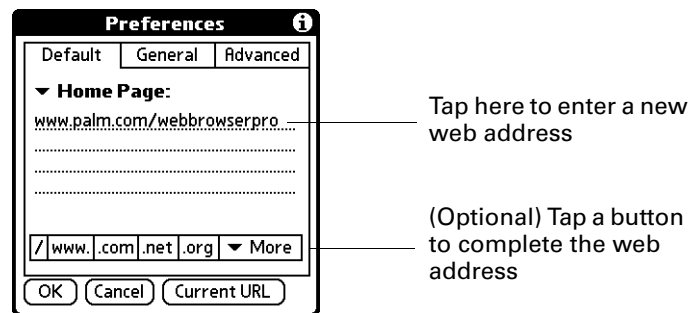 Preferences i
Default General Advanced
Home Page:
www.palm.com/webbrowserpro
/ www. .com .net .org More
OK Cancel Current URL
Tap here to enter a new
web address
(Optional) Tap a button
to complete the web
address